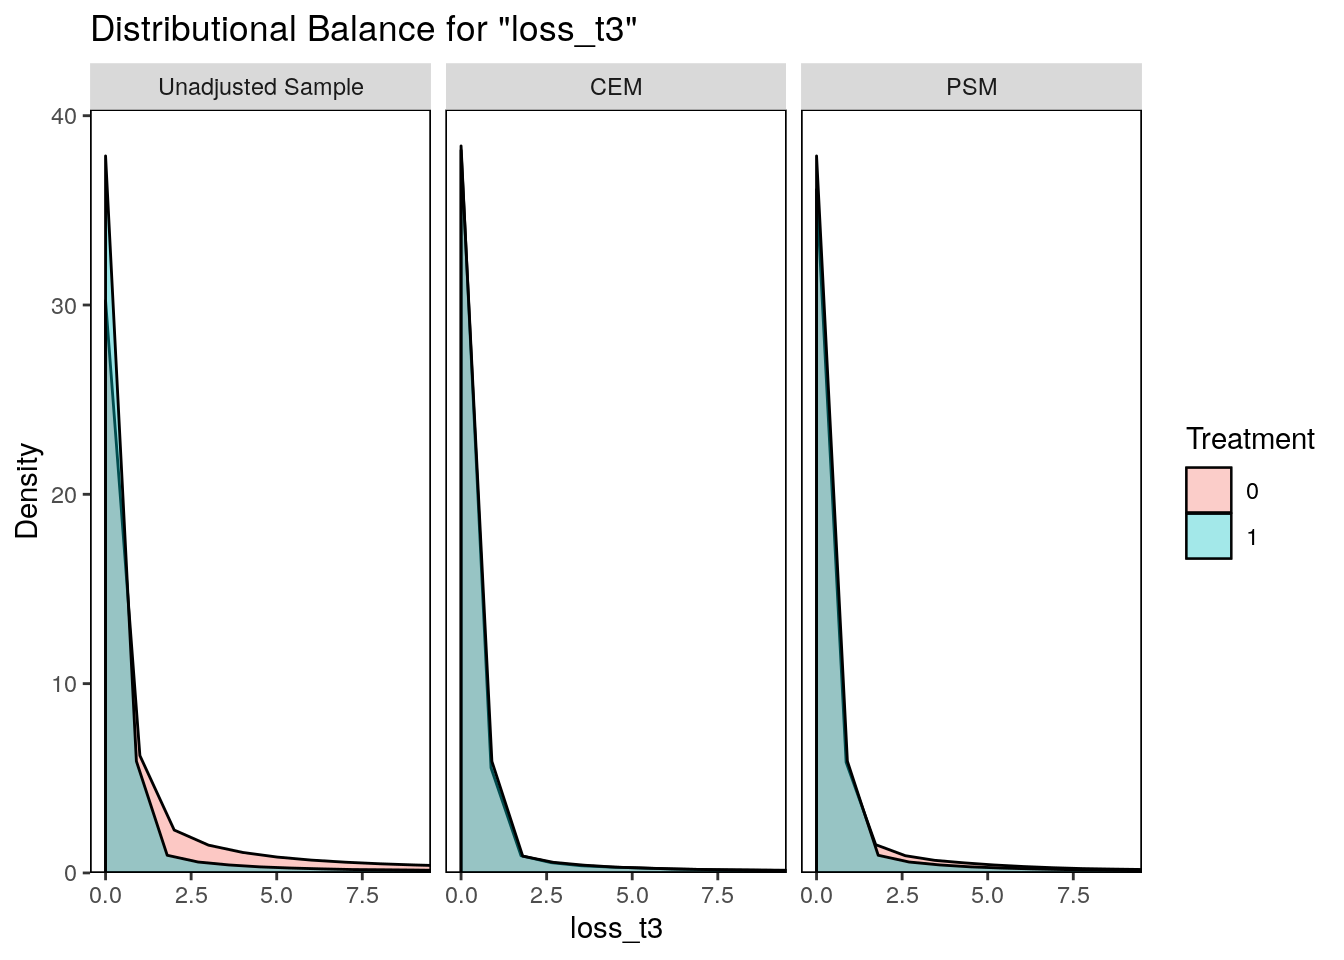 Distributional Balance for "loss_t3"
Unadjusted Sample CEM PSM
40
30
20
10
0
Density
0.0 2.5 5.0 7.5 0.0 2.5 5.0 7.5 0.0 2.5 5.0 7.5
loss_t3
Treatment
0
1